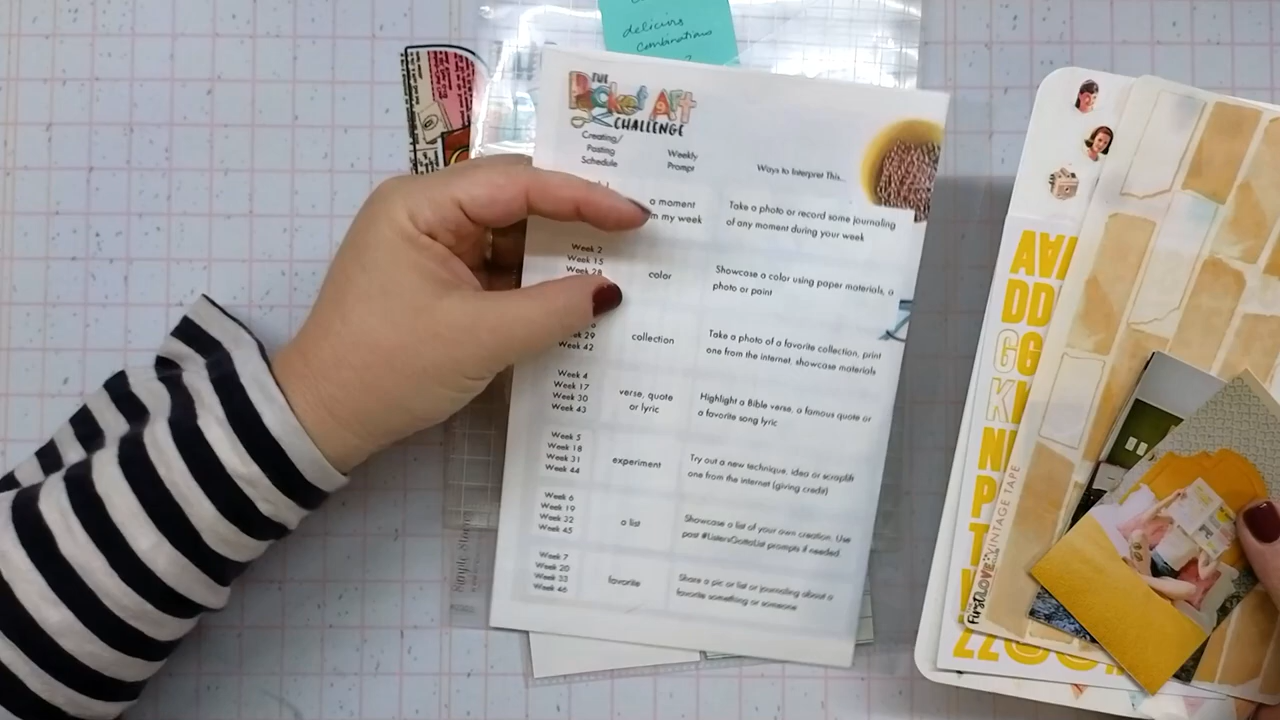 delicious
combinations
?
THE
Pocket Art
CHALLENGE
Creating/
Posting
Schedule
Weekly
Prompt
Ways to Interpret This...
a moment
my week
Take a photo or record some journaling
of any moment during your week
Week 2
Week 15
Week 28
color
Showcase a color using paper materials, a
photo or paint
29
Week 42
collection
Take a photo of a favorite collection, print
one from the internet, showcase materials
Week 4
Week 17
Week 30
Week 43
verse, quote
or lyric
Highlight a Bible verse, a famous quote or
a favorite song lyric
Week 5
Week 18
Week 31
Week 44
experiment
Try out a new technique, idea or scraplift
one from the internet (giving credit)
Week 6
Week 19
Week 32
Week 45
a list
Showcase a list of your own creation. Use
past #ListersGottaList prompts if needed.
Week 7
Week 20
Week 33
Week 46
favorite
Share a pic or list or journaling about a
favorite something or someone
Simple Stories
DD
G
K
N
P
ZZ
First LOVE
VINTAGE TAPE